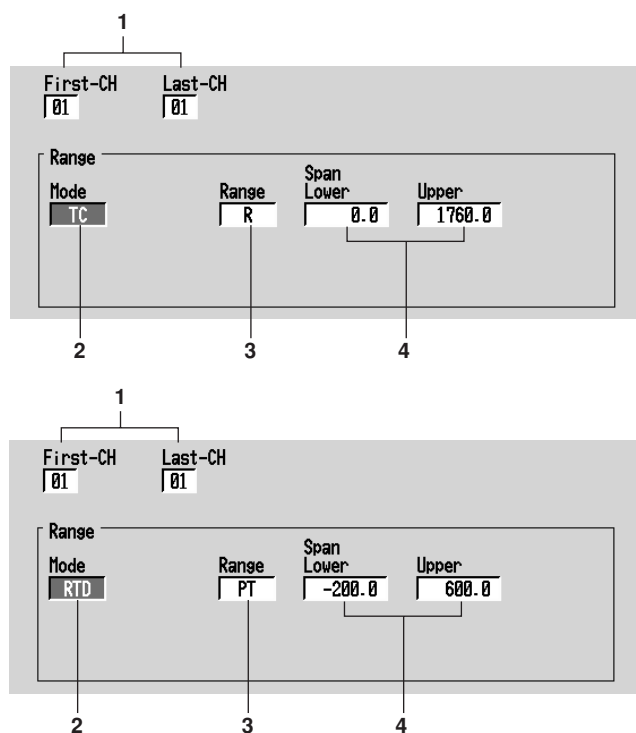 1
First-CH Last-CH
01 01
Range
Span
Mode Range Lower Upper
TC R 0.0 1760.0
2 3 4
1
First-CH Last-CH
01 01
Range
Span
Mode Range Lower Upper
RTD PT -200.0 600.0
2 3 4